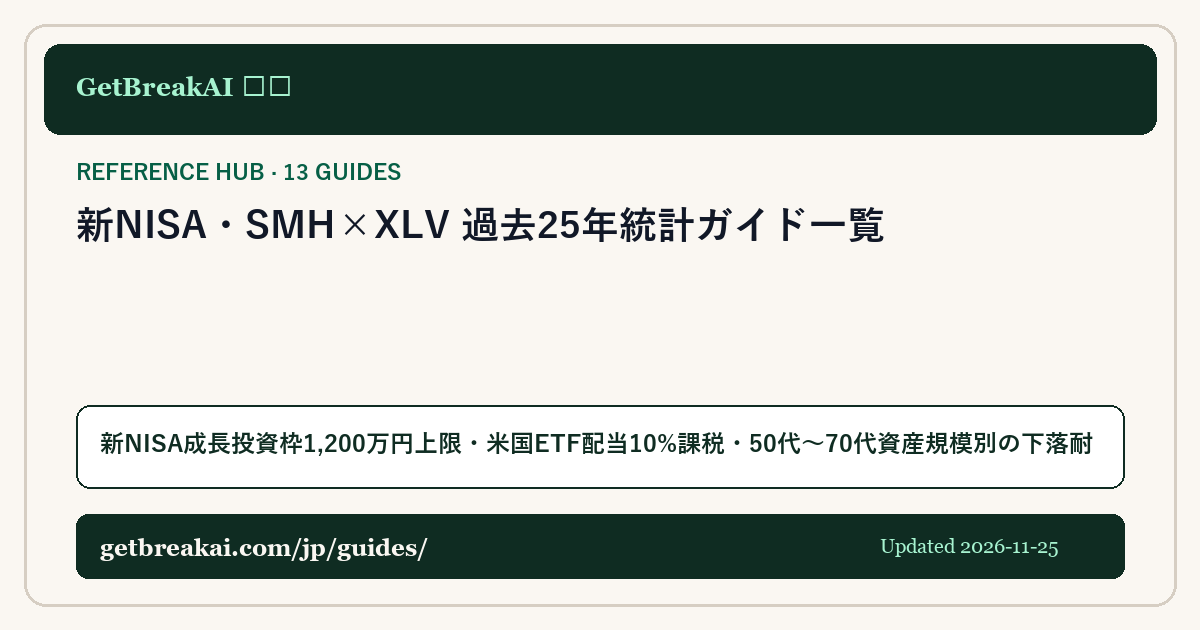 GetBreakAI □□
REFERENCE HUB · 13 GUIDES
新NISA・SMH×XLV 過去25年統計ガイド一覧
新NISA成長投資枠1,200万円上限・米国ETF配当10%課税・50代〜70代資産規模別の下落耐
getbreakai.com/jp/guides/
Updated 2026-11-25